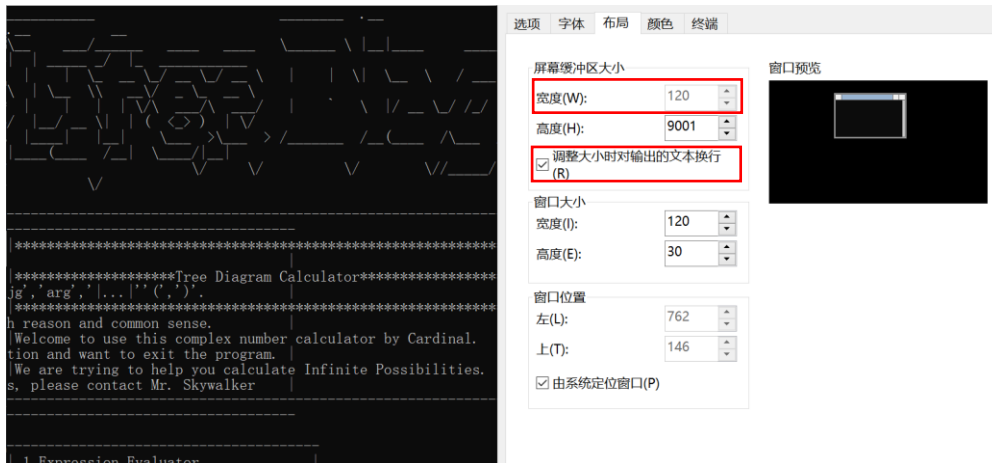 |*************************************************************
|
|********************Tree Diagram Calculator*****************
jg','arg','|...|''(',')'. |
|*************************************************************
h reason and common sense. |
|Welcome to use this complex number calculator by Cardinal.
tion and want to exit the program. |
|We are trying to help you calculate Infinite Possibilities.
s, please contact Mr. Skywalker |
| 1.Expression Evaluator |
选项 字体 布局 颜色 终端
屏幕缓冲区大小
宽度(W): 120
高度(H): 9001
调整大小时对输出的文本换行
(R)
窗口大小
宽度(I): 120
高度(E): 30
窗口位置
左(L): 762
上(T): 146
由系统定位窗口(P)
窗口预览